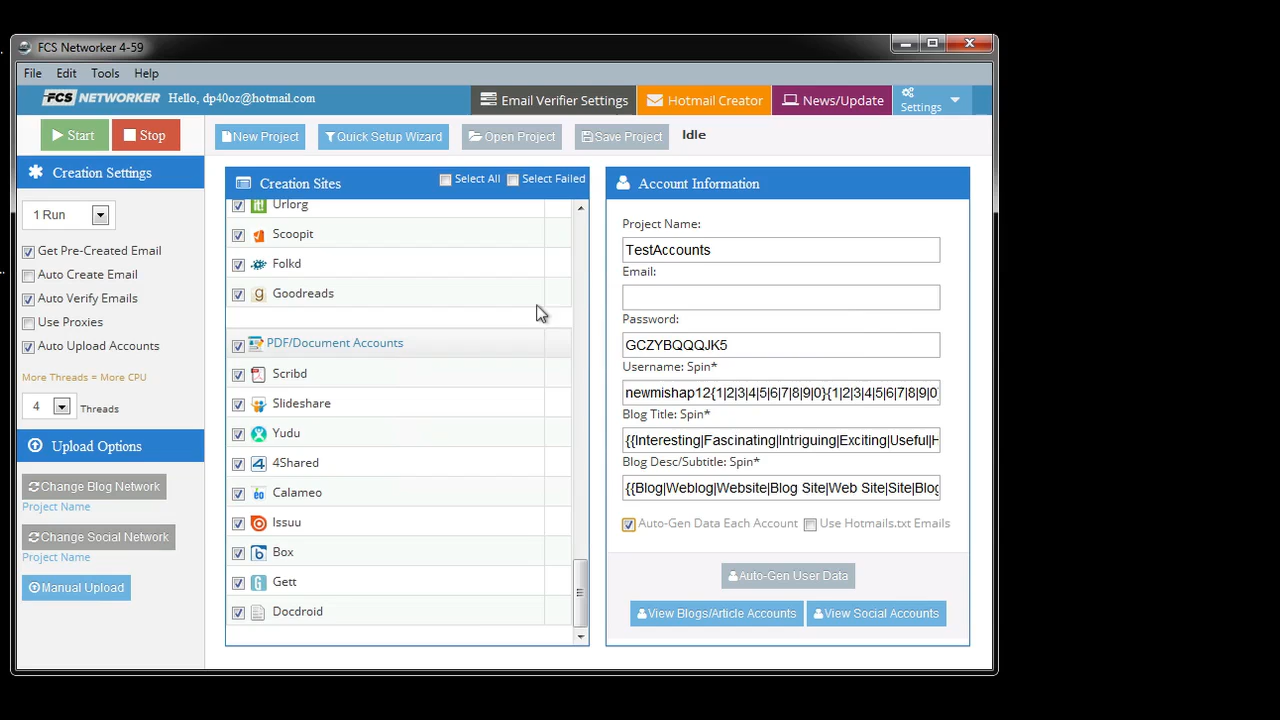 FCS Networker 4-59
File Edit Tools Help
FCS NETWORKER Hello, dp40oz@hotmail.com
Email Verifier Settings
Hotmail Creator
News/Update
Settings
Start
Stop
New Project
Quick Setup Wizard
Open Project
Save Project
Idle
Creation Settings
1 Run
Get Pre-Created Email
Auto Create Email
Auto Verify Emails
Use Proxies
Auto Upload Accounts
More Threads = More CPU
4 Threads
Upload Options
Change Blog Network
Project Name
Change Social Network
Project Name
Manual Upload
Creation Sites
Select All
Select Failed
Urlorg
Scoopit
Folkd
Goodreads
PDF/Document Accounts
Scribd
Slideshare
Yudu
4Shared
Calameo
Issuu
Box
Gett
Docdroid
Account Information
Project Name:
TestAccounts
Email:
Password:
GCZYBQQQJK5
Username: Spin*
newmishap12{1|2|3|4|5|6|7|8|9|0}{1|2|3|4|5|6|7|8|9|0
Blog Title: Spin*
{{Interesting|Fascinating|Intriguing|Exciting|Useful|H
Blog Desc/Subtitle: Spin*
{{Blog|Weblog|Website|Blog Site|Web Site|Site|Blog
Auto-Gen Data Each Account
Use Hotmails.txt Emails
Auto-Gen User Data
View Blogs/Article Accounts
View Social Accounts